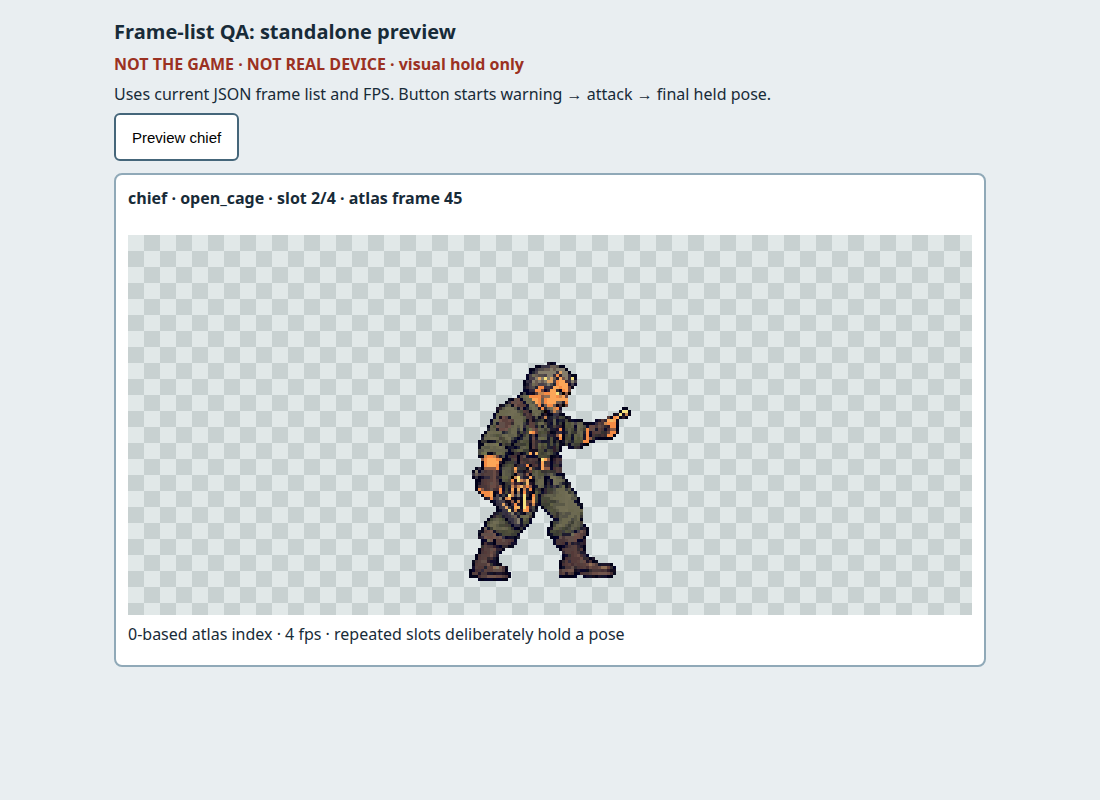 Frame-list QA: standalone preview
NOT THE GAME · NOT REAL DEVICE · visual hold only
Uses current JSON frame list and FPS. Button starts warning → attack → final held pose.
Preview chief
chief · open_cage · slot 2/4 · atlas frame 45
0-based atlas index · 4 fps · repeated slots deliberately hold a pose